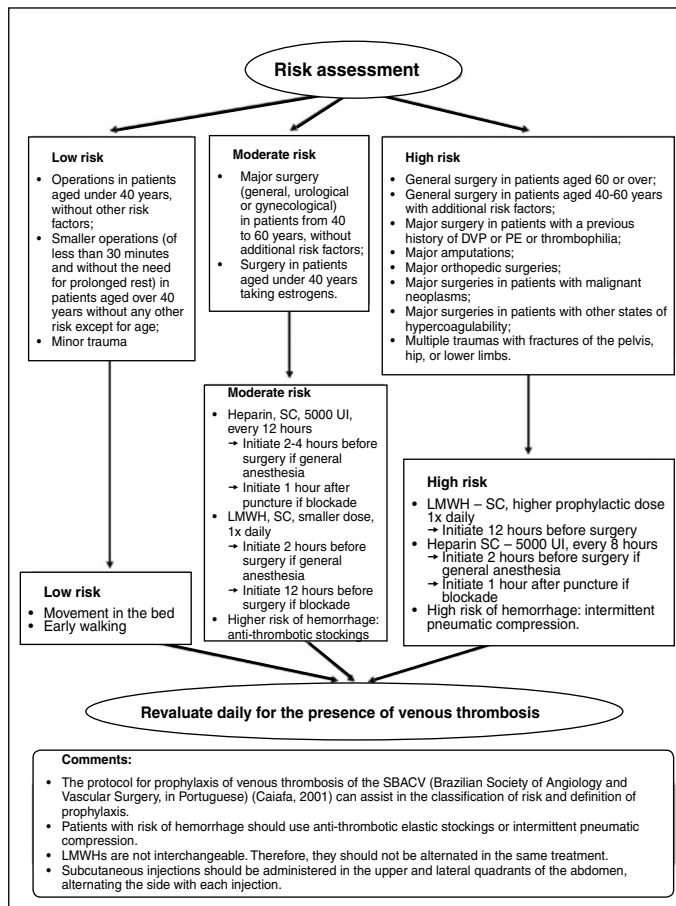 Risk assessment
Low risk
• Operations in patients
aged under 40 years,
without other risk
factors;
• Smaller operations (of
less than 30 minutes
and without the need
for prolonged rest) in
patients aged over 40
years without any other
risk except for age;
• Minor trauma
Moderate risk
• Major surgery
(general, urological
or gynecological)
in patients from 40
to 60 years, without
additional risk factors;
• Surgery in patients
aged under 40 years
taking estrogens.
High risk
• General surgery in patients aged 60 or over;
• General surgery in patients aged 40-60 years
with additional risk factors;
• Major surgery in patients with a previous
history of DVP or PE or thrombophilia;
• Major amputations;
• Major orthopedic surgeries;
• Major surgeries in patients with malignant
neoplasms;
• Major surgeries in patients with other states of
hypercoagulability;
• Multiple traumas with fractures of the pelvis,
hip, or lower limbs.
Low risk
• Movement in the bed
• Early walking
Moderate risk
• Heparin, SC, 5000 UI,
every 12 hours
→ Initiate 2-4 hours before
surgery if general
anesthesia
→ Initiate 1 hour after
puncture if blockade
• LMWH, SC, smaller dose,
1x daily
→ Initiate 2 hours before
surgery if general
anesthesia
→ Initiate 12 hours before
surgery if blockade
• Higher risk of hemorrhage:
anti-thrombotic stockings
High risk
• LMWH – SC, higher prophylactic dose
1x daily
→ Initiate 12 hours before surgery
• Heparin SC – 5000 UI, every 8 hours
→ Initiate 2 hours before surgery if
general anesthesia
→ Initiate 1 hour after puncture if
blockade
• High risk of hemorrhage: intermittent
pneumatic compression.
Revaluate daily for the presence of venous thrombosis
Comments:
• The protocol for prophylaxis of venous thrombosis of the SBACV (Brazilian Society of Angiology and
Vascular Surgery, in Portuguese) (Caiafa, 2001) can assist in the classification of risk and definition of
prophylaxis.
• Patients with risk of hemorrhage should use anti-thrombotic elastic stockings or intermittent pneumatic
compression.
• LMWHs are not interchangeable. Therefore, they should not be alternated in the same treatment.
• Subcutaneous injections should be administered in the upper and lateral quadrants of the abdomen,
alternating the side with each injection.